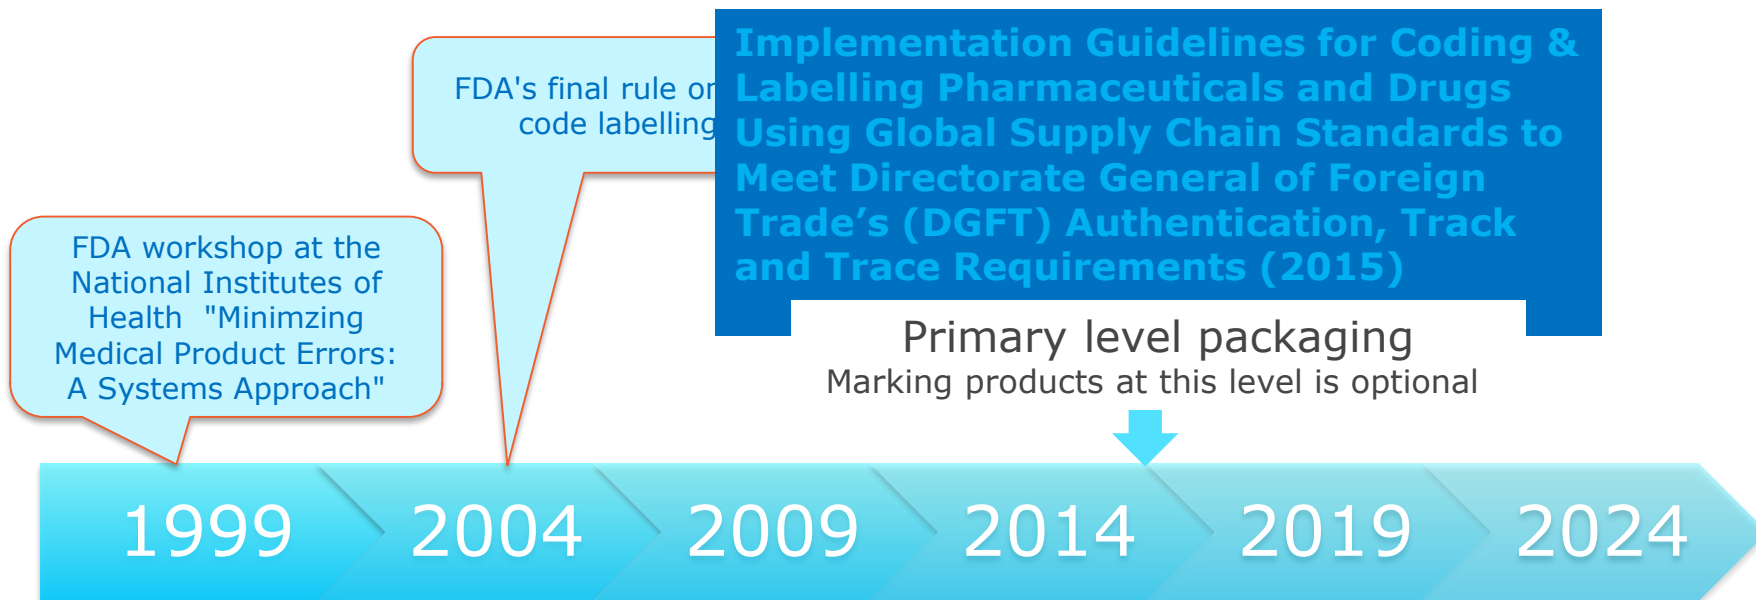 FDA's final rule or
code labelling
Implementation Guidelines for Coding &
Labelling Pharmaceuticals and Drugs
Using Global Supply Chain Standards to
Meet Directorate General of Foreign
Trade’s (DGFT) Authentication, Track
and Trace Requirements (2015)
FDA workshop at the
National Institutes of
Health  "Minimzing
Medical Product Errors:
A Systems Approach"
Primary level packaging
Marking products at this level is optional
1999 2004 2009 2014 2019 2024